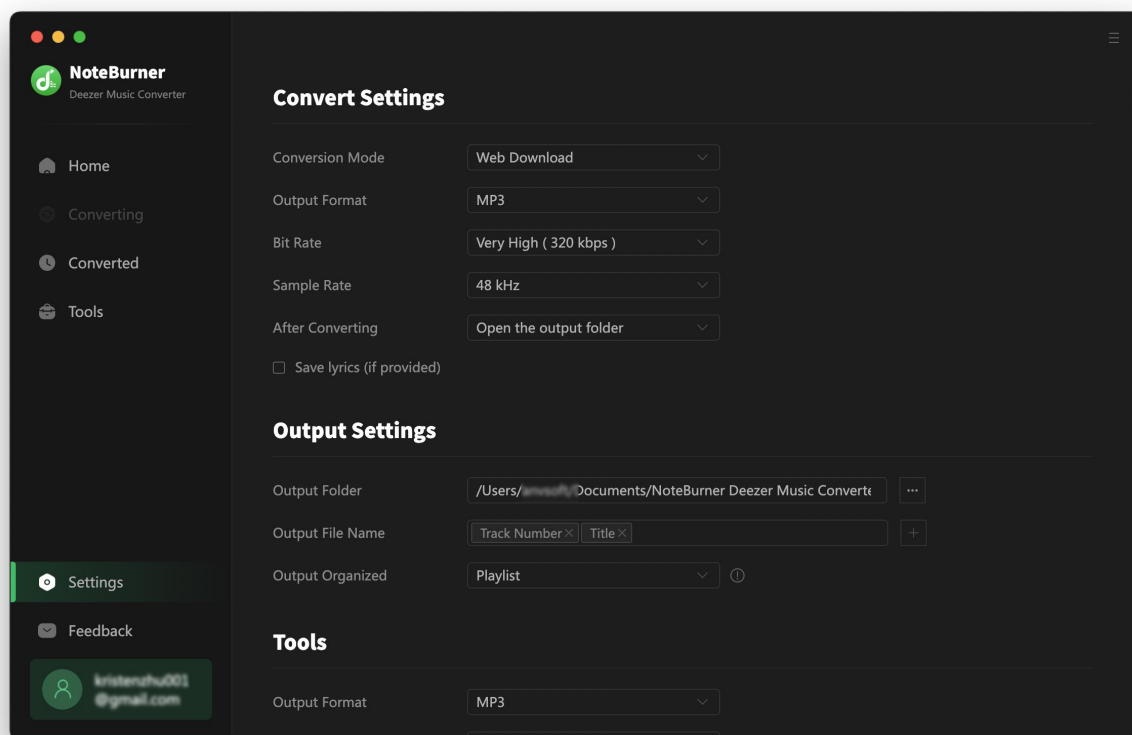 NoteBurner
Deezer Music Converter
Home
Converting
Converted
Tools
Settings
Feedback
Convert Settings
Conversion Mode Web Download
Output Format MP3
Bit Rate Very High ( 320 kbps )
Sample Rate 48 kHz
After Converting Open the output folder
Save lyrics (if provided)
Output Settings
Output Folder /Users/ Documents/NoteBurner Deezer Music Converte
Output File Name Track Number Title
Output Organized Playlist
Tools
Output Format MP3